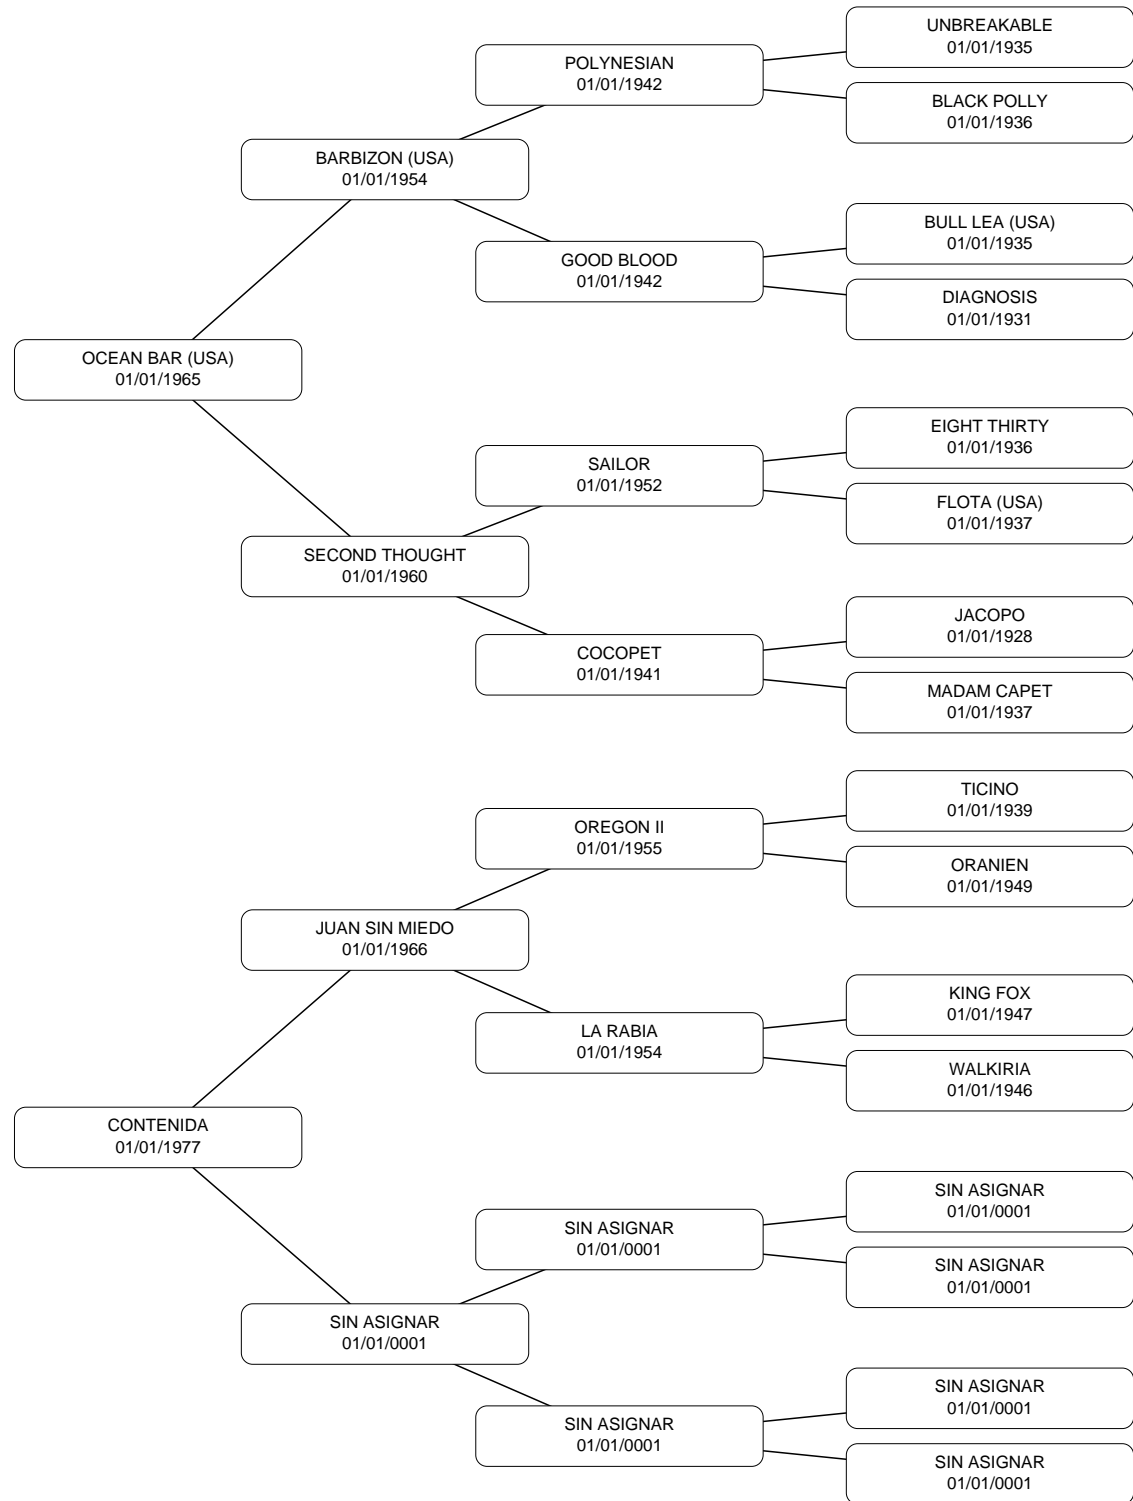 UNBREAKABLE
01/01/1935
POLYNESIAN
01/01/1942
BLACK POLLY
01/01/1936
BARBIZON (USA)
01/01/1954
BULL LEA (USA)
01/01/1935
GOOD BLOOD
01/01/1942
DIAGNOSIS
01/01/1931
OCEAN BAR (USA)
01/01/1965
EIGHT THIRTY
01/01/1936
SAILOR
01/01/1952
FLOTA (USA)
01/01/1937
SECOND THOUGHT
01/01/1960
JACOPO
01/01/1928
COCOPET
01/01/1941
MADAM CAPET
01/01/1937
TICINO
01/01/1939
OREGON II
01/01/1955
ORANIEN
01/01/1949
JUAN SIN MIEDO
01/01/1966
KING FOX
01/01/1947
LA RABIA
01/01/1954
WALKIRIA
01/01/1946
CONTENIDA
01/01/1977
SIN ASIGNAR
01/01/0001
SIN ASIGNAR
01/01/0001
SIN ASIGNAR
01/01/0001
SIN ASIGNAR
01/01/0001
SIN ASIGNAR
01/01/0001
SIN ASIGNAR
01/01/0001
SIN ASIGNAR
01/01/0001